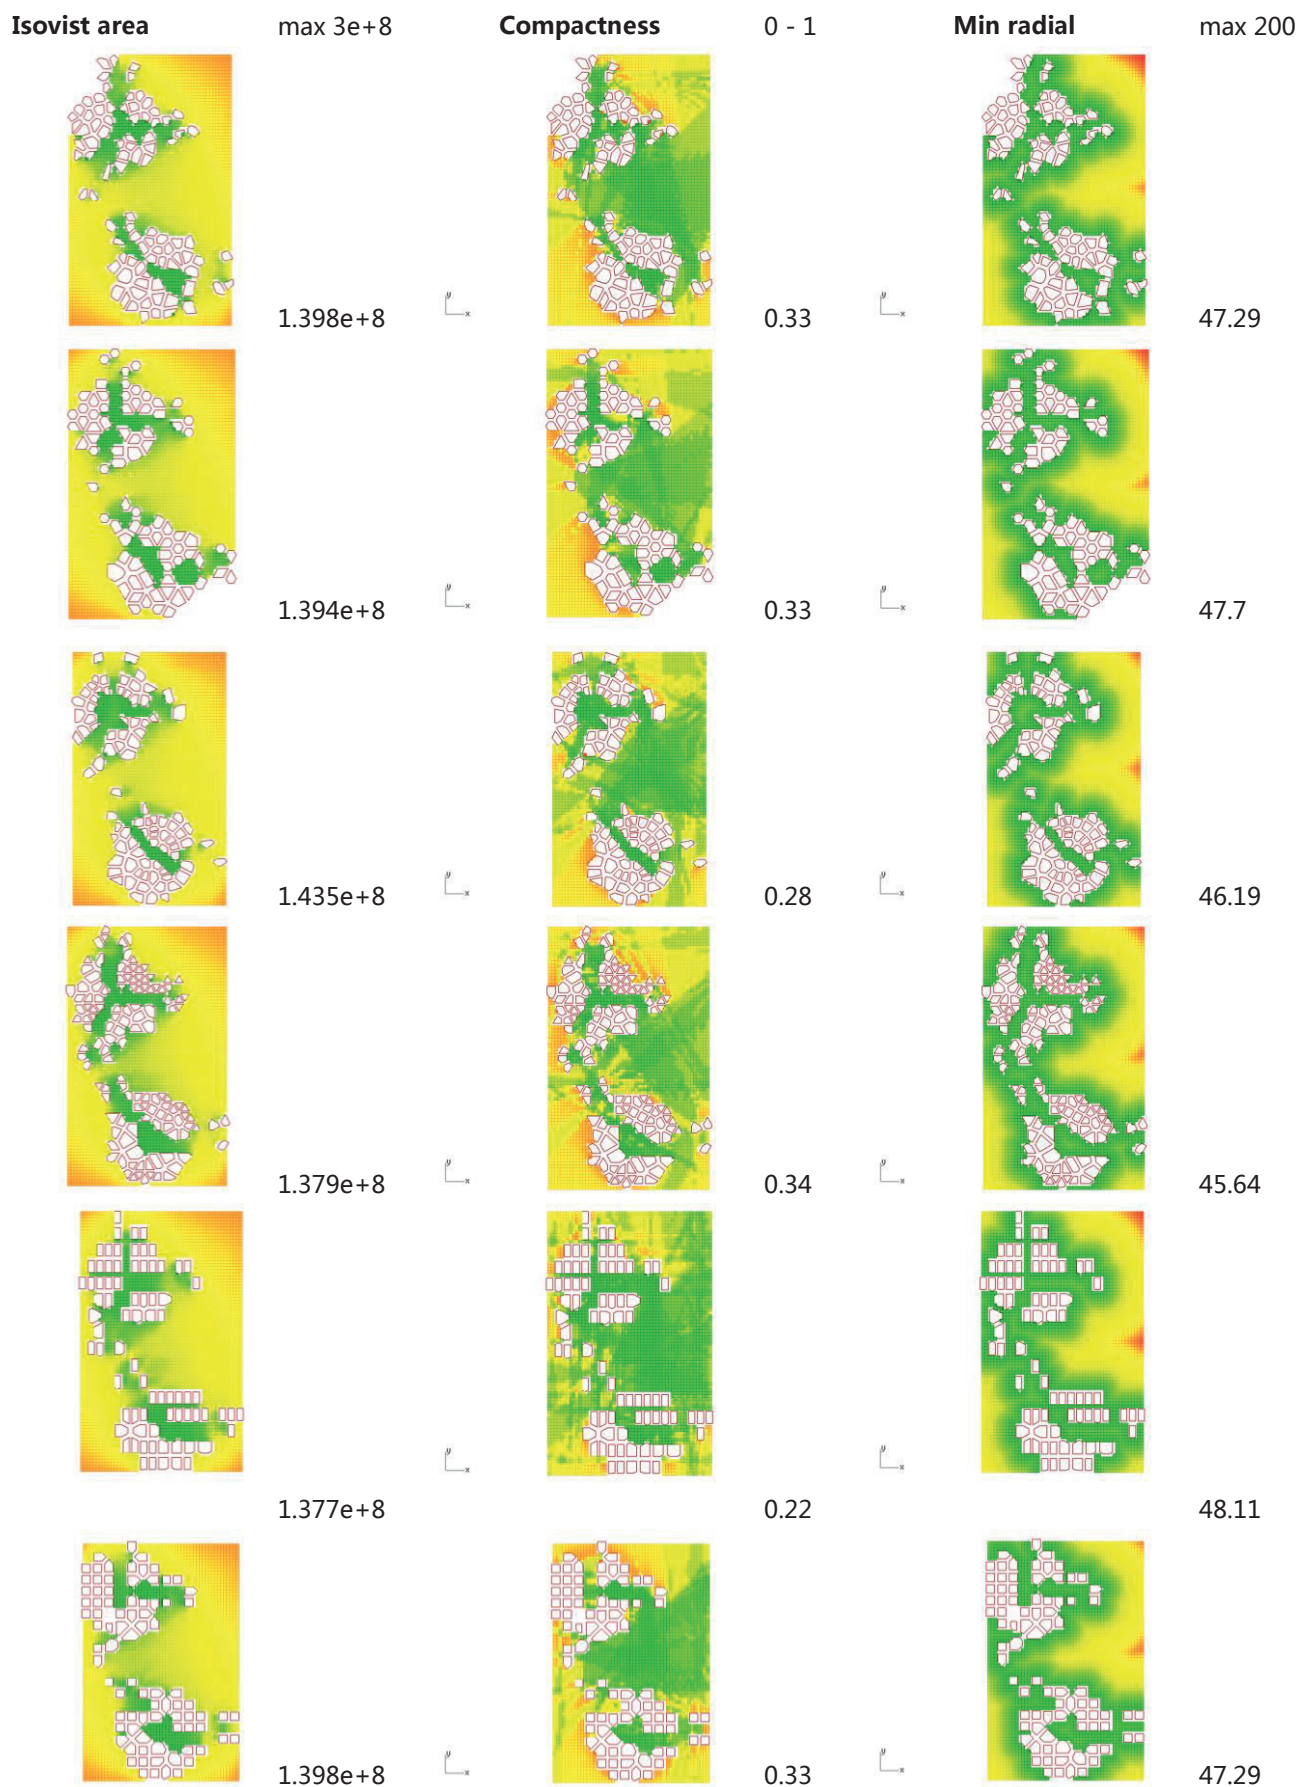 Isovist area max 3e+8 Compactness 0 - 1 Min radial max 200
1.398e+8 y x 0.33 y x 47.29
1.394e+8 y x 0.33 y x 47.7
1.435e+8 y x 0.28 y x 46.19
1.379e+8 y x 0.34 y x 45.64
y x y x
1.377e+8 0.22 48.11
1.398e+8 y x 0.33 y x 47.29